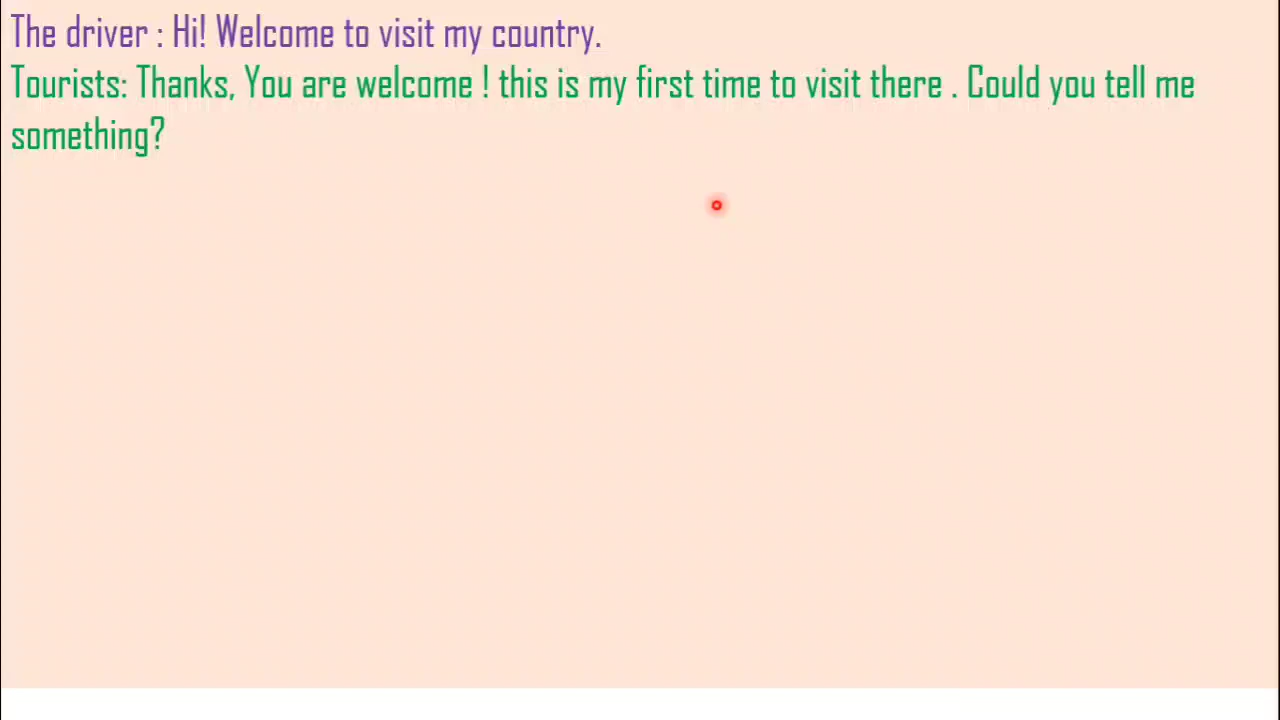 The driver : Hi! Welcome to visit my country.
Tourists: Thanks, You are welcome ! this is my first time to visit there . Could you tell me
something?